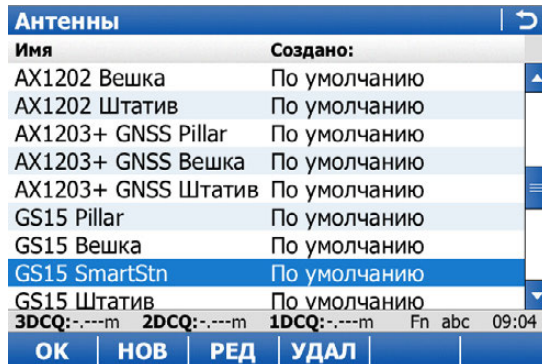 Антенны
Имя Создано:
AX1202 Вешка По умолчанию
AX1202 Штатив По умолчанию
AX1203+ GNSS Pillar По умолчанию
AX1203+ GNSS Вешка По умолчанию
AX1203+ GNSS Штатив По умолчанию
GS15 Pillar По умолчанию
GS15 Вешка По умолчанию
GS15 SmartStn По умолчанию
GS15 Штатив По умолчанию
3DCQ:-.---m 2DCQ:-.---m 1DCQ:-.---m Fn abc 09:04
OK НОВ РЕД УДАЛ